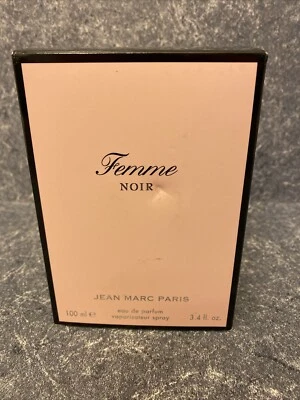 Femme
NOIR
JEAN MARC PARIS
100 ml ℮
eau de parfum
vaporisateur spray
3.4 fl. oz.